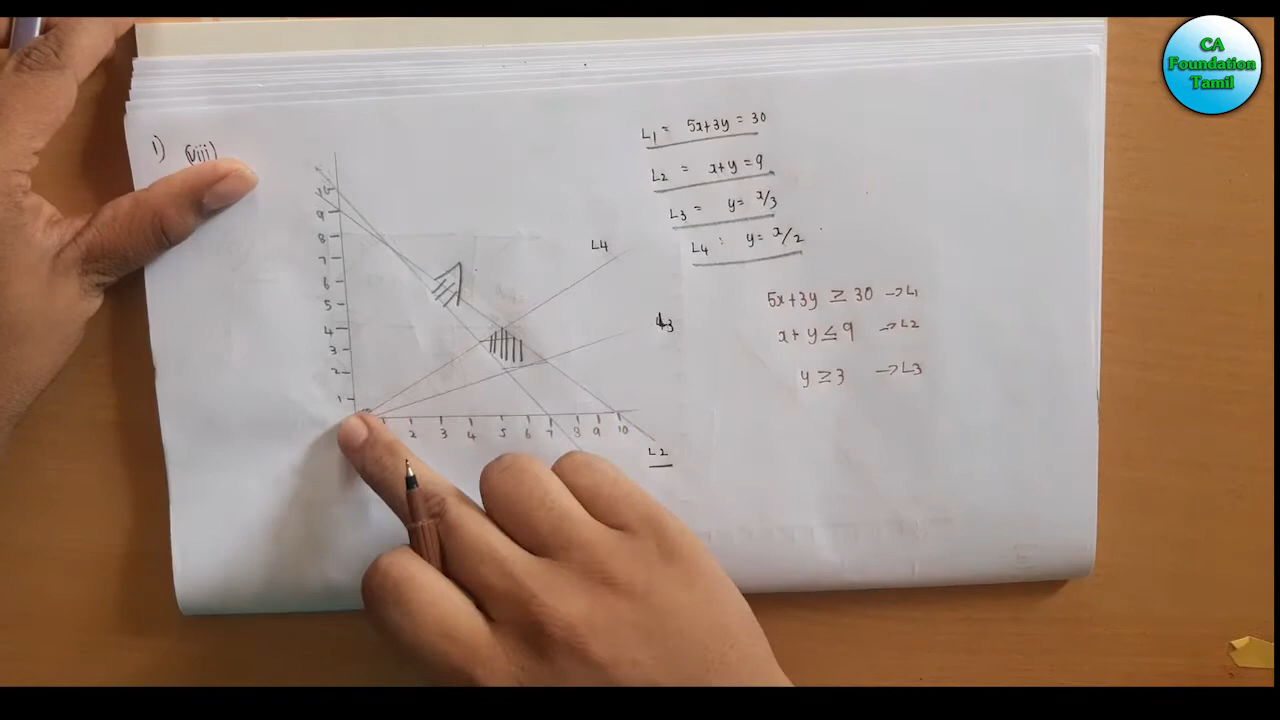 CA
Foundation
Tamil
1) (viii)
L1 = 5x+3y = 30
L2 = x+y = 9
L3 = y = x/3
L4 : y = x/2
5x+3y ≥ 30 → L1
x + y ≤ 9 → L2
y ≥ 3 → L3
9
8
7
6
5
4
3
2
1
L4
L3
2 3 4 5 6 7 8 9 10
L2